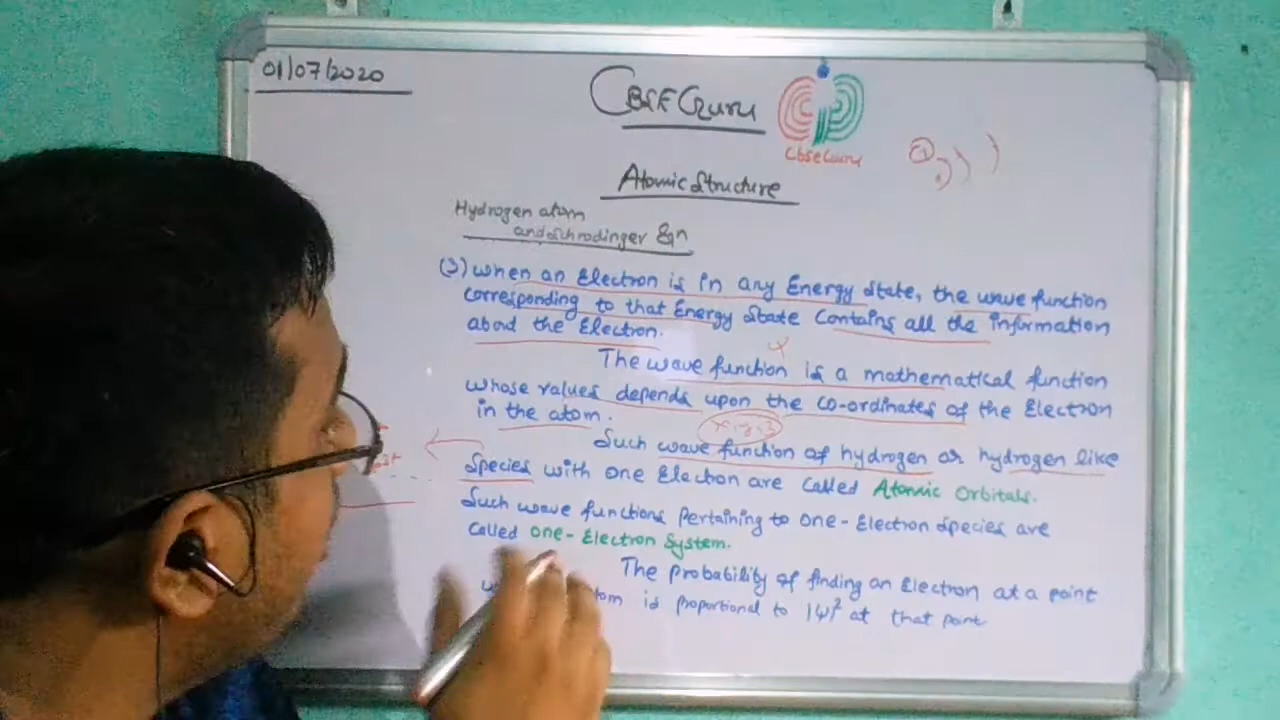 01/07/2020
CBSE Guru
CbseGuru
Atomic Structure
Hydrogen atom
and Schrodinger Eqn
(3) When an Electron is in any Energy State, the wave function
corresponding to that Energy State Contains all the information
about the Electron.
The wave function is a mathematical function
whose values depends upon the co-ordinates of the Electron
in the atom.
x, y, z
Such wave function of hydrogen or hydrogen like
Species with one Electron are called Atomic Orbitals.
Such wave functions pertaining to one-Electron Species are
called one-Electron System.
The probability of finding an Electron at a point
is proportional to |Ψ|² at that point